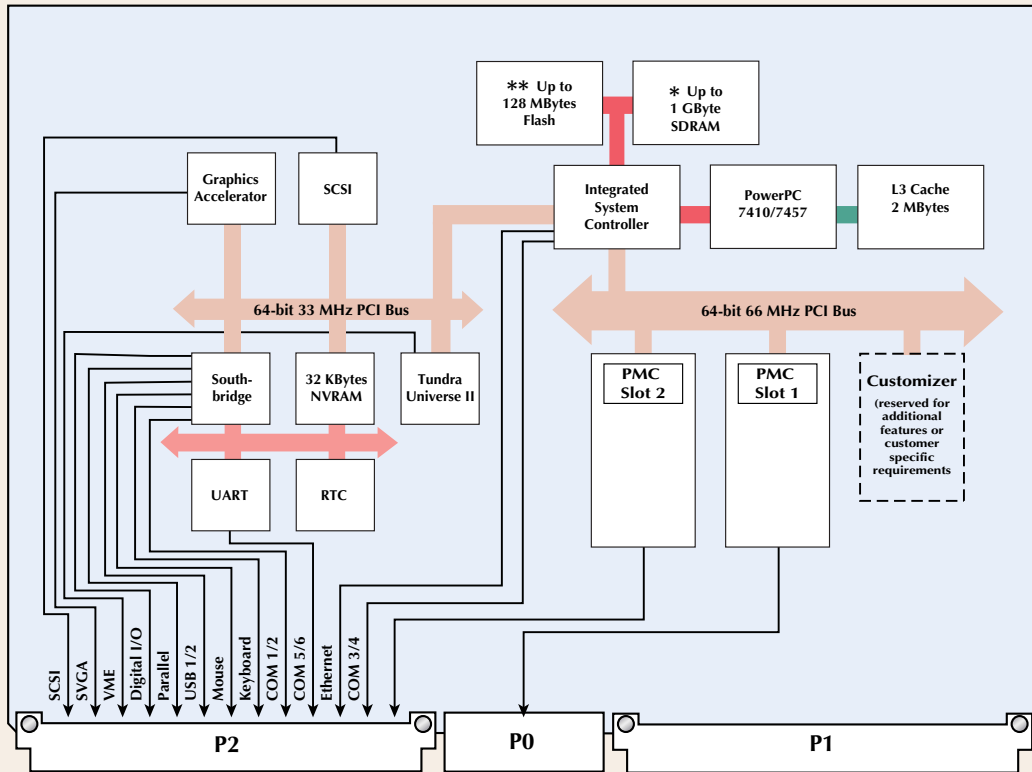 ** Up to
128 MBytes
Flash
* Up to
1 GByte
SDRAM
Graphics
Accelerator
SCSI
Integrated
System
Controller
PowerPC
7410/7457
L3 Cache
2 MBytes
64-bit 33 MHz PCI Bus
64-bit 66 MHz PCI Bus
South-
bridge
32 KBytes
NVRAM
Tundra
Universe II
PMC
Slot 2
PMC
Slot 1
Customizer
(reserved for
additional
features or
customer
specific
requirements
UART
RTC
SCSI
SVGA
VME
Digital I/O
Parallel
USB 1/2
Mouse
Keyboard
COM 1/2
COM 5/6
Ethernet
COM 3/4
P2
P0
P1